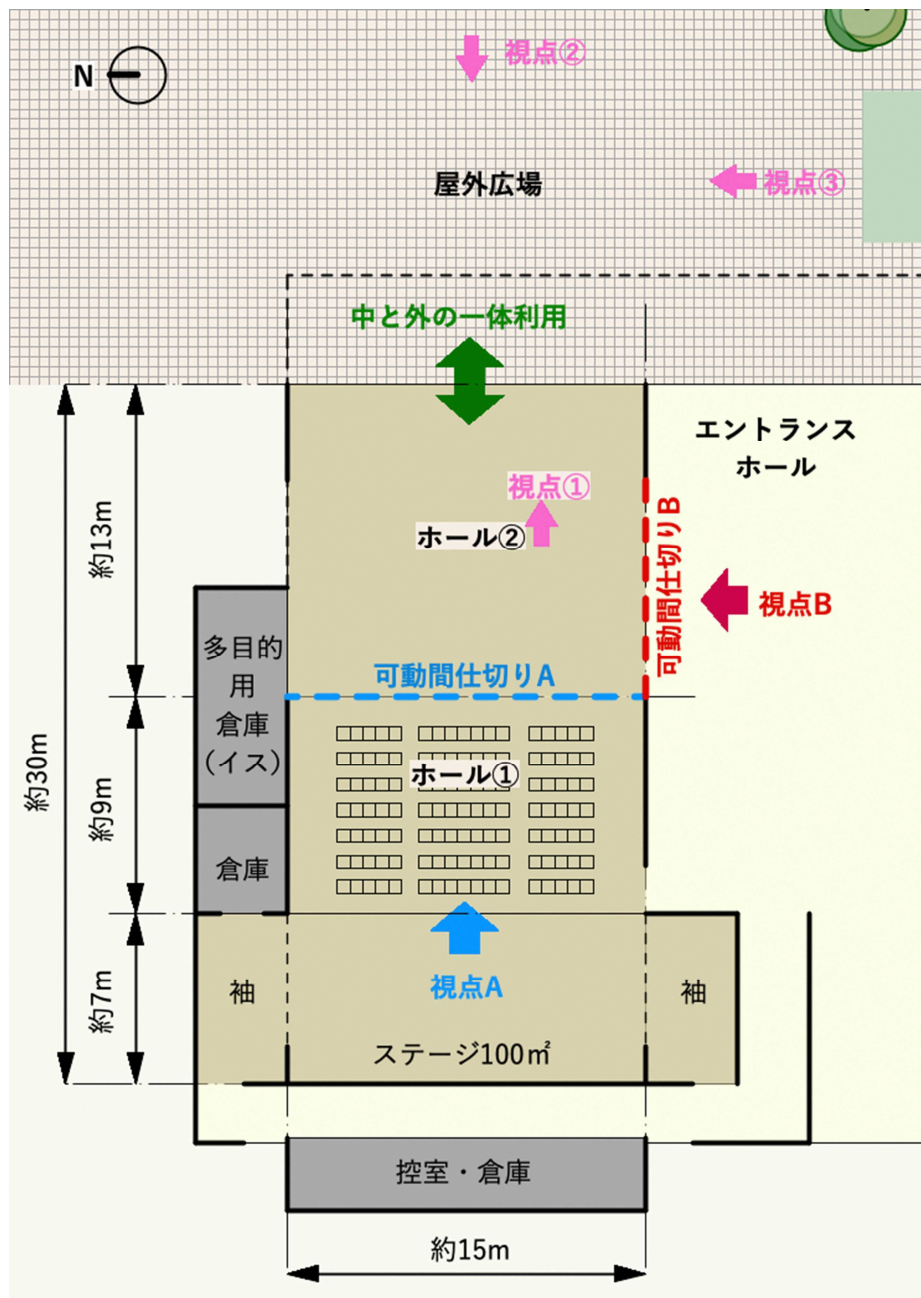 視点②
N
屋外広場
視点③
中と外の一体利用
エントランス
ホール
視点①
ホール②
約13m
可動間仕切りB
視点B
多目的
用
倉庫
(イス)
可動間仕切りA
約30m
約9m
ホール①
倉庫
視点A
約7m
袖
袖
ステージ100㎡
控室・倉庫
約15m